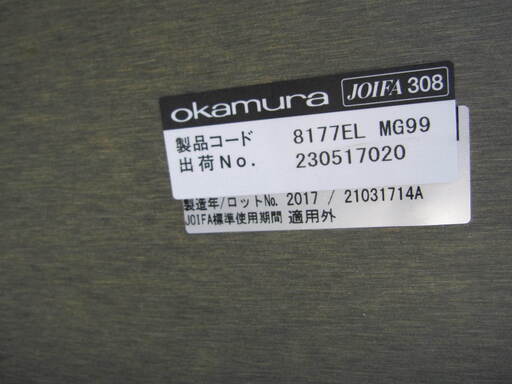 okamura JOIFA 308
製品コード 8177EL MG99
出荷No. 230517020
製造年/ロットNo. 2017 / 21031714A
JOIFA標準使用期間 適用外